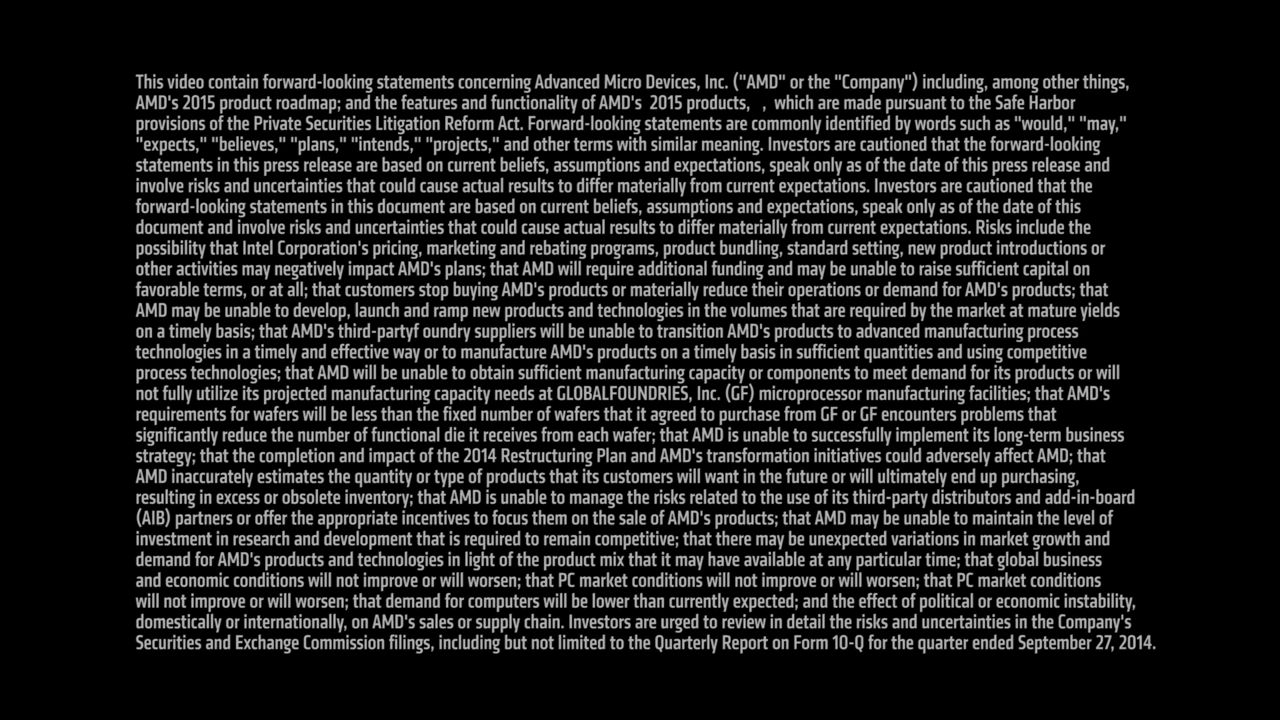 This video contain forward-looking statements concerning Advanced Micro Devices, Inc. ("AMD" or the "Company") including, among other things,
AMD's 2015 product roadmap; and the features and functionality of AMD's  2015 products,   ,  which are made pursuant to the Safe Harbor
provisions of the Private Securities Litigation Reform Act. Forward-looking statements are commonly identified by words such as "would," "may,"
"expects," "believes," "plans," "intends," "projects," and other terms with similar meaning. Investors are cautioned that the forward-looking
statements in this press release are based on current beliefs, assumptions and expectations, speak only as of the date of this press release and
involve risks and uncertainties that could cause actual results to differ materially from current expectations. Investors are cautioned that the
forward-looking statements in this document are based on current beliefs, assumptions and expectations, speak only as of the date of this
document and involve risks and uncertainties that could cause actual results to differ materially from current expectations. Risks include the
possibility that Intel Corporation's pricing, marketing and rebating programs, product bundling, standard setting, new product introductions or
other activities may negatively impact AMD's plans; that AMD will require additional funding and may be unable to raise sufficient capital on
favorable terms, or at all; that customers stop buying AMD's products or materially reduce their operations or demand for AMD's products; that
AMD may be unable to develop, launch and ramp new products and technologies in the volumes that are required by the market at mature yields
on a timely basis; that AMD's third-partyf oundry suppliers will be unable to transition AMD's products to advanced manufacturing process
technologies in a timely and effective way or to manufacture AMD's products on a timely basis in sufficient quantities and using competitive
process technologies; that AMD will be unable to obtain sufficient manufacturing capacity or components to meet demand for its products or will
not fully utilize its projected manufacturing capacity needs at GLOBALFOUNDRIES, Inc. (GF) microprocessor manufacturing facilities; that AMD's
requirements for wafers will be less than the fixed number of wafers that it agreed to purchase from GF or GF encounters problems that
significantly reduce the number of functional die it receives from each wafer; that AMD is unable to successfully implement its long-term business
strategy; that the completion and impact of the 2014 Restructuring Plan and AMD's transformation initiatives could adversely affect AMD; that
AMD inaccurately estimates the quantity or type of products that its customers will want in the future or will ultimately end up purchasing,
resulting in excess or obsolete inventory; that AMD is unable to manage the risks related to the use of its third-party distributors and add-in-board
(AIB) partners or offer the appropriate incentives to focus them on the sale of AMD's products; that AMD may be unable to maintain the level of
investment in research and development that is required to remain competitive; that there may be unexpected variations in market growth and
demand for AMD's products and technologies in light of the product mix that it may have available at any particular time; that global business
and economic conditions will not improve or will worsen; that PC market conditions will not improve or will worsen; that PC market conditions
will not improve or will worsen; that demand for computers will be lower than currently expected; and the effect of political or economic instability,
domestically or internationally, on AMD's sales or supply chain. Investors are urged to review in detail the risks and uncertainties in the Company's
Securities and Exchange Commission filings, including but not limited to the Quarterly Report on Form 10-Q for the quarter ended September 27, 2014.